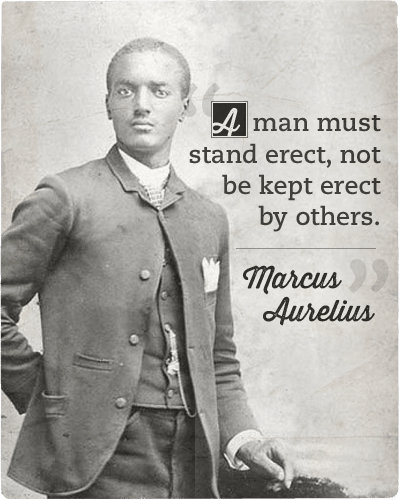 A man must
stand erect, not
be kept erect
by others.
Marcus
Aurelius